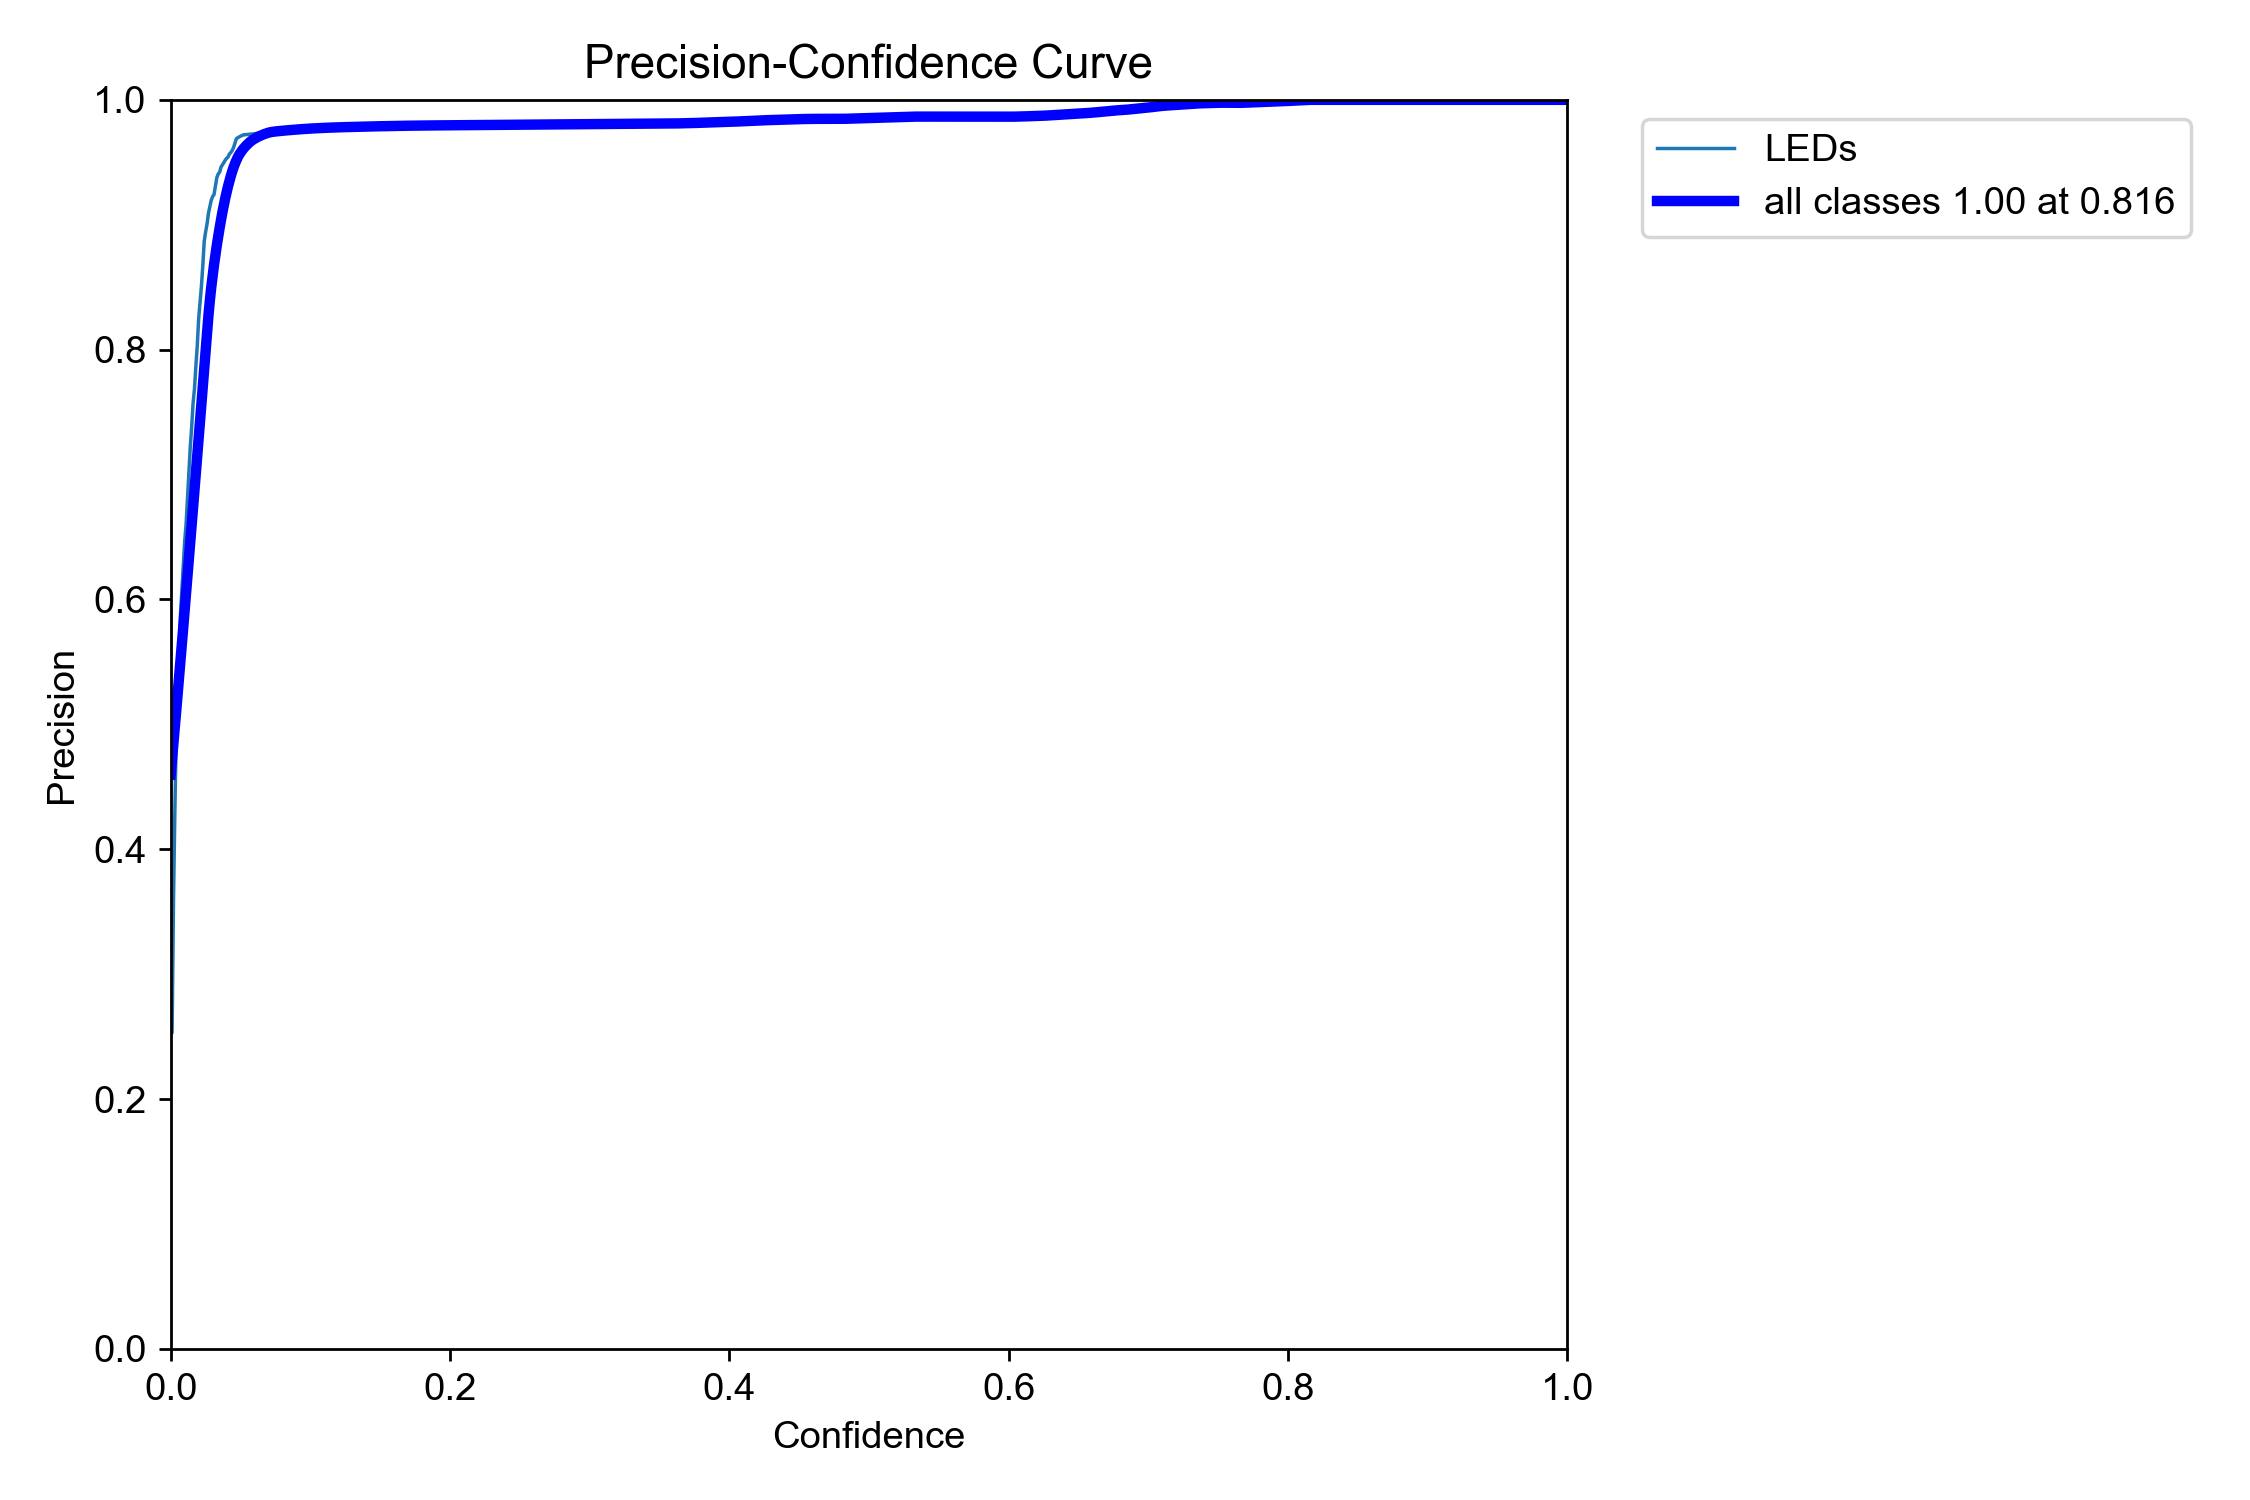 Precision-Confidence Curve
1.0
0.8
0.6
0.4
0.2
0.0
Precision
0.0 0.2 0.4 0.6 0.8 1.0
Confidence
LEDs
all classes 1.00 at 0.816